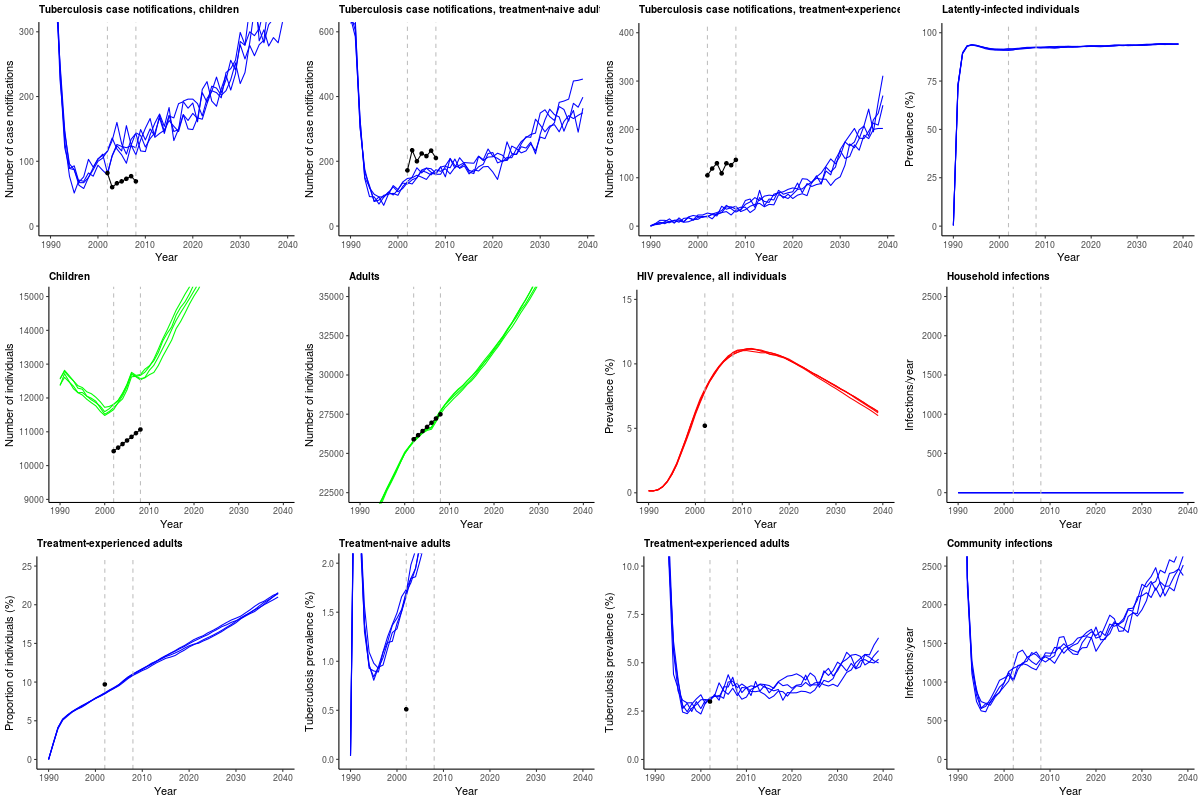 Tuberculosis case notifications, children
Number of case notifications
300
200
100
0
1990 2000 2010 2020 2030 2040
Year
Tuberculosis case notifications, treatment-naive adult
Number of case notifications
600
400
200
0
1990 2000 2010 2020 2030 2040
Year
Tuberculosis case notifications, treatment-experience
Number of case notifications
400
300
200
100
0
1990 2000 2010 2020 2030 2040
Year
Latently-infected individuals
Prevalence (%)
100
75
50
25
0
1990 2000 2010 2020 2030 2040
Year
Children
Number of individuals
15000
14000
13000
12000
11000
10000
9000
1990 2000 2010 2020 2030 2040
Year
Adults
Number of individuals
35000
32500
30000
27500
25000
22500
1990 2000 2010 2020 2030 2040
Year
HIV prevalence, all individuals
Prevalence (%)
15
10
5
0
1990 2000 2010 2020 2030 2040
Year
Household infections
Infections/year
2500
2000
1500
1000
500
0
1990 2000 2010 2020 2030 2040
Year
Treatment-experienced adults
Proportion of individuals (%)
25
20
15
10
5
0
1990 2000 2010 2020 2030 2040
Year
Treatment-naive adults
Tuberculosis prevalence (%)
2.0
1.5
1.0
0.5
0.0
1990 2000 2010 2020 2030 2040
Year
Treatment-experienced adults
Tuberculosis prevalence (%)
10.0
7.5
5.0
2.5
0.0
1990 2000 2010 2020 2030 2040
Year
Community infections
Infections/year
2500
2000
1500
1000
500
0
1990 2000 2010 2020 2030 2040
Year